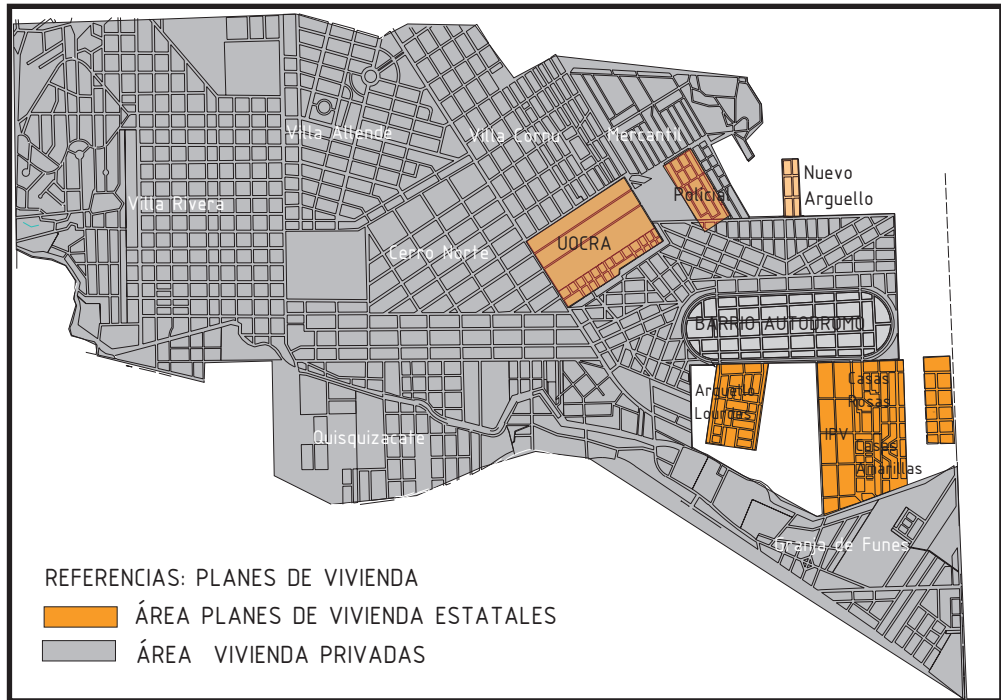 Villa Allende
Villa Corpu
Mercantil
Nuevo
Arguello
Policial
Villa Rivera
UOCRA
Cerro Norte
BARRIO AUTODROMO
Arguello
Lourdes
Casas
Rosas
IPV
Casas
Amarillas
Quisquizacate
Granja de Funes
REFERENCIAS: PLANES DE VIVIENDA
ÁREA PLANES DE VIVIENDA ESTATALES
ÁREA VIVIENDA PRIVADAS